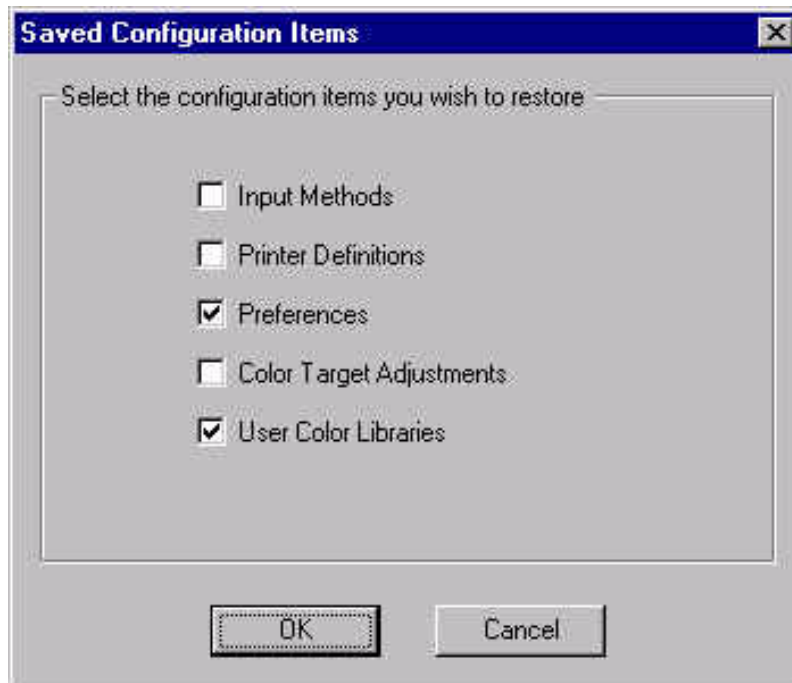 Saved Configuration Items
Select the configuration items you wish to restore
Input Methods
Printer Definitions
Preferences
Color Target Adjustments
User Color Libraries
OK Cancel